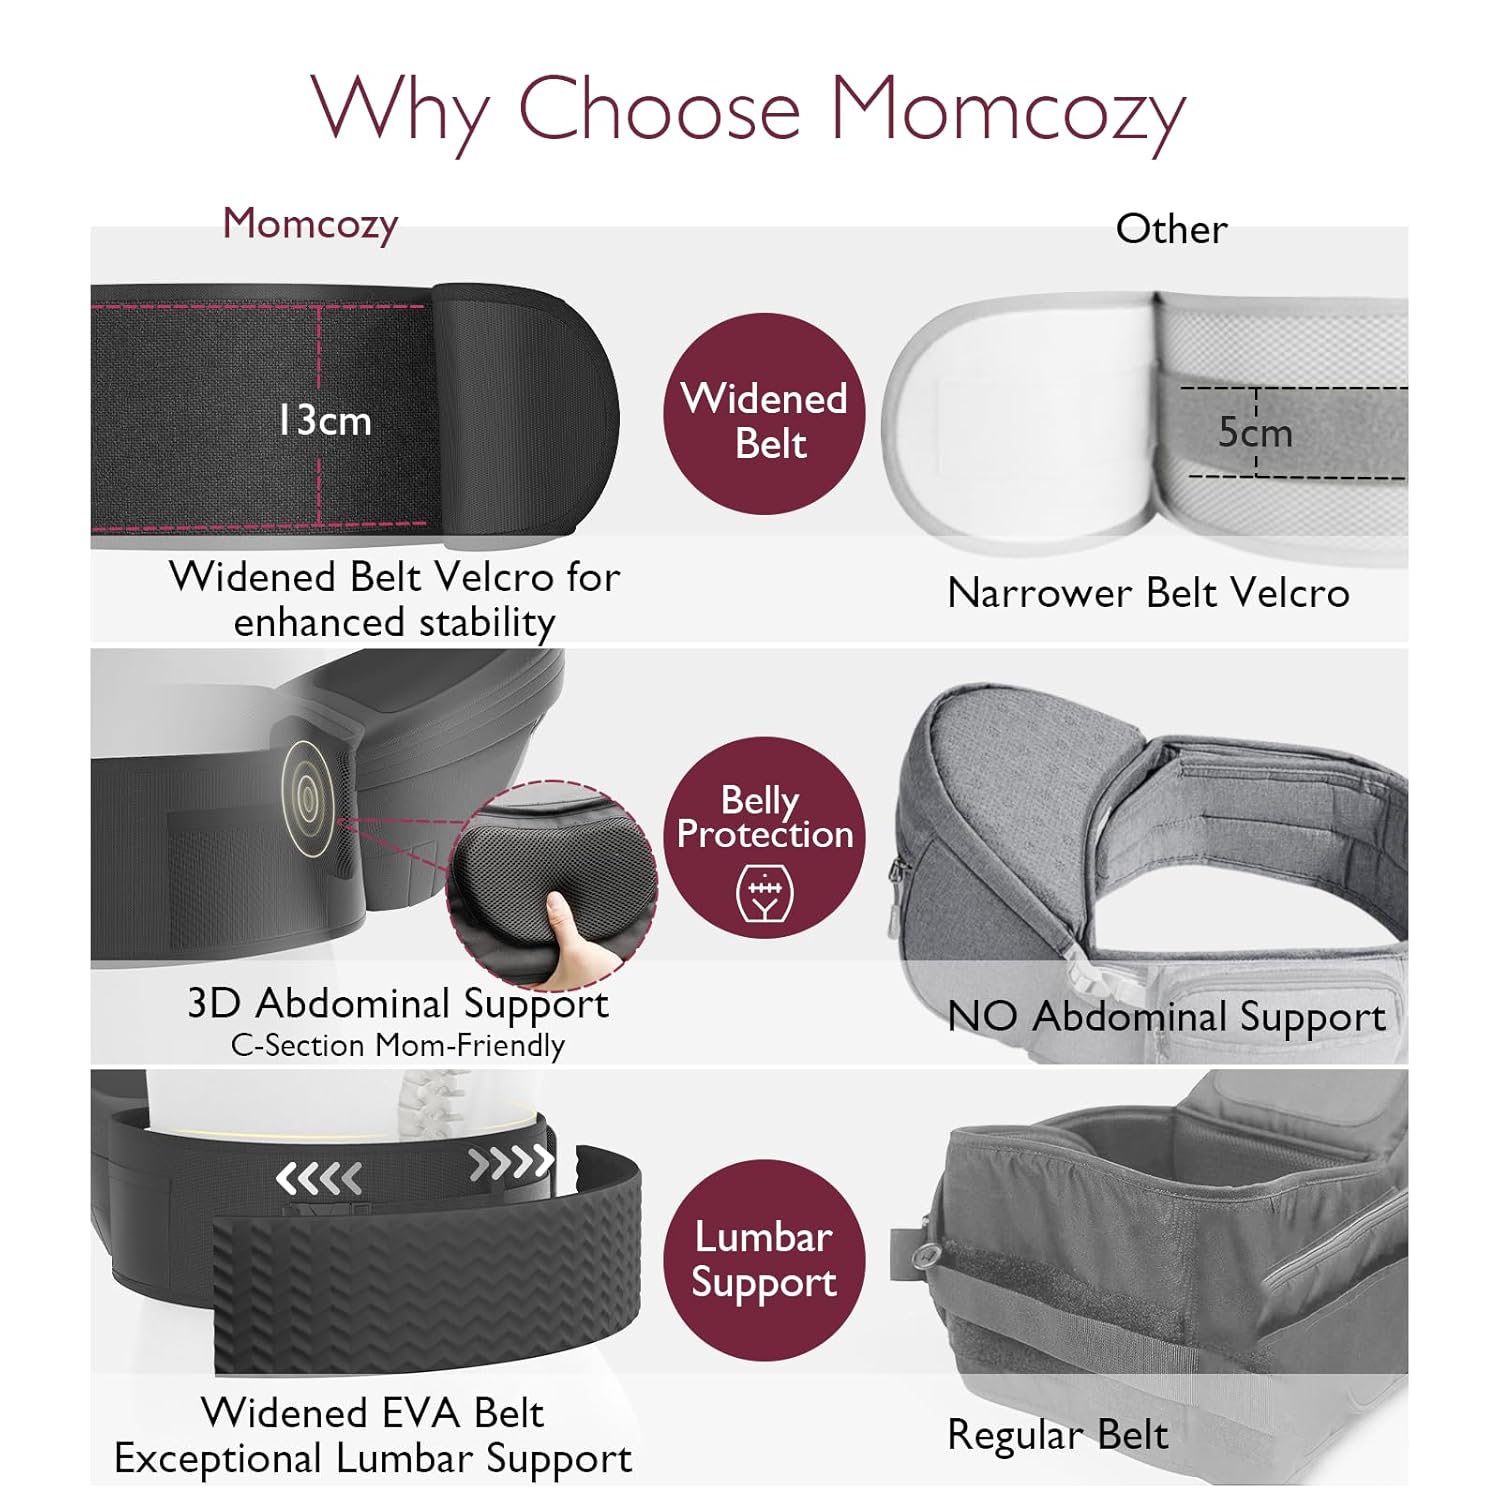 Why Choose Momcozy
Momcozy
Other
13cm
Widened
Belt
5cm
Widened Belt Velcro for
enhanced stability
Narrower Belt Velcro
Belly
Protection
3D Abdominal Support
C-Section Mom-Friendly
NO Abdominal Support
Lumbar
Support
Widened EVA Belt
Exceptional Lumbar Support
Regular Belt